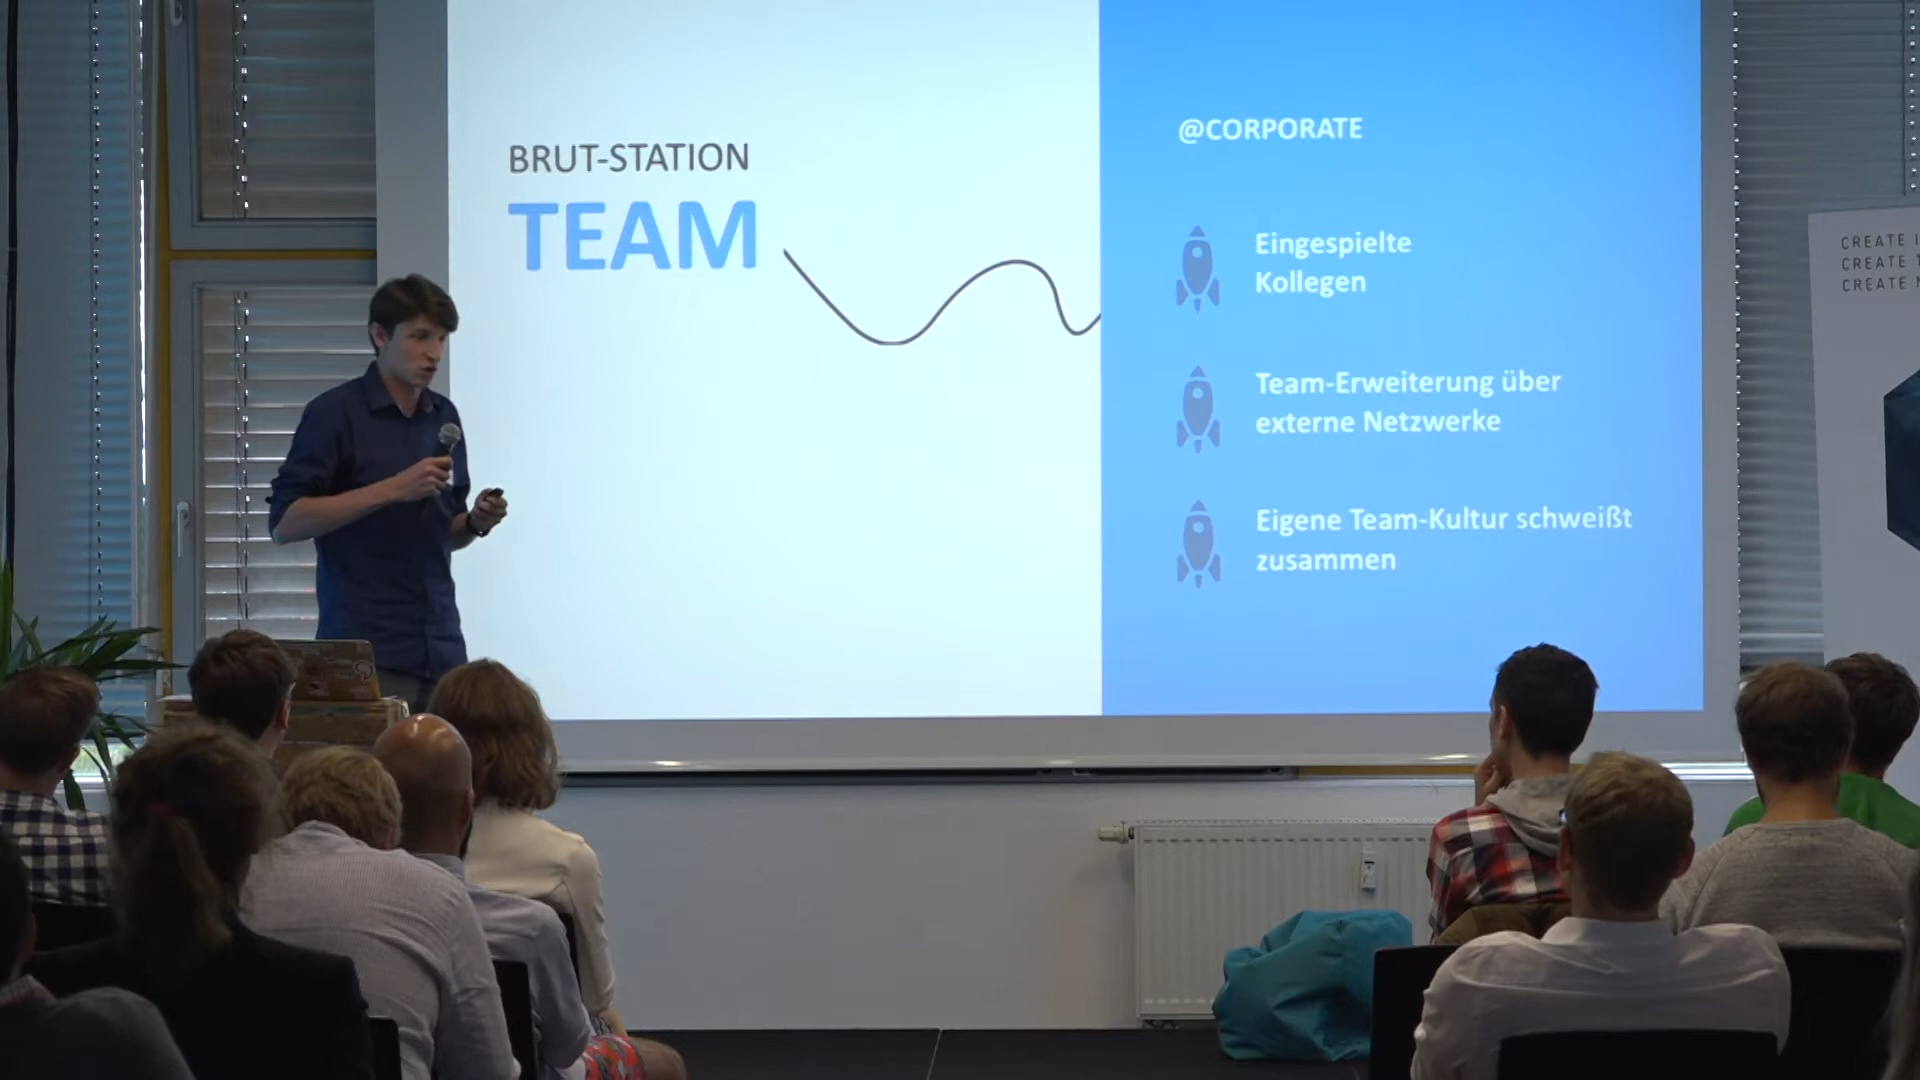 BRUT-STATION
TEAM
@CORPORATE
Eingespielte
Kollegen
Team-Erweiterung über
externe Netzwerke
Eigene Team-Kultur schweißt
zusammen
CREATE
CREATE
CREATE